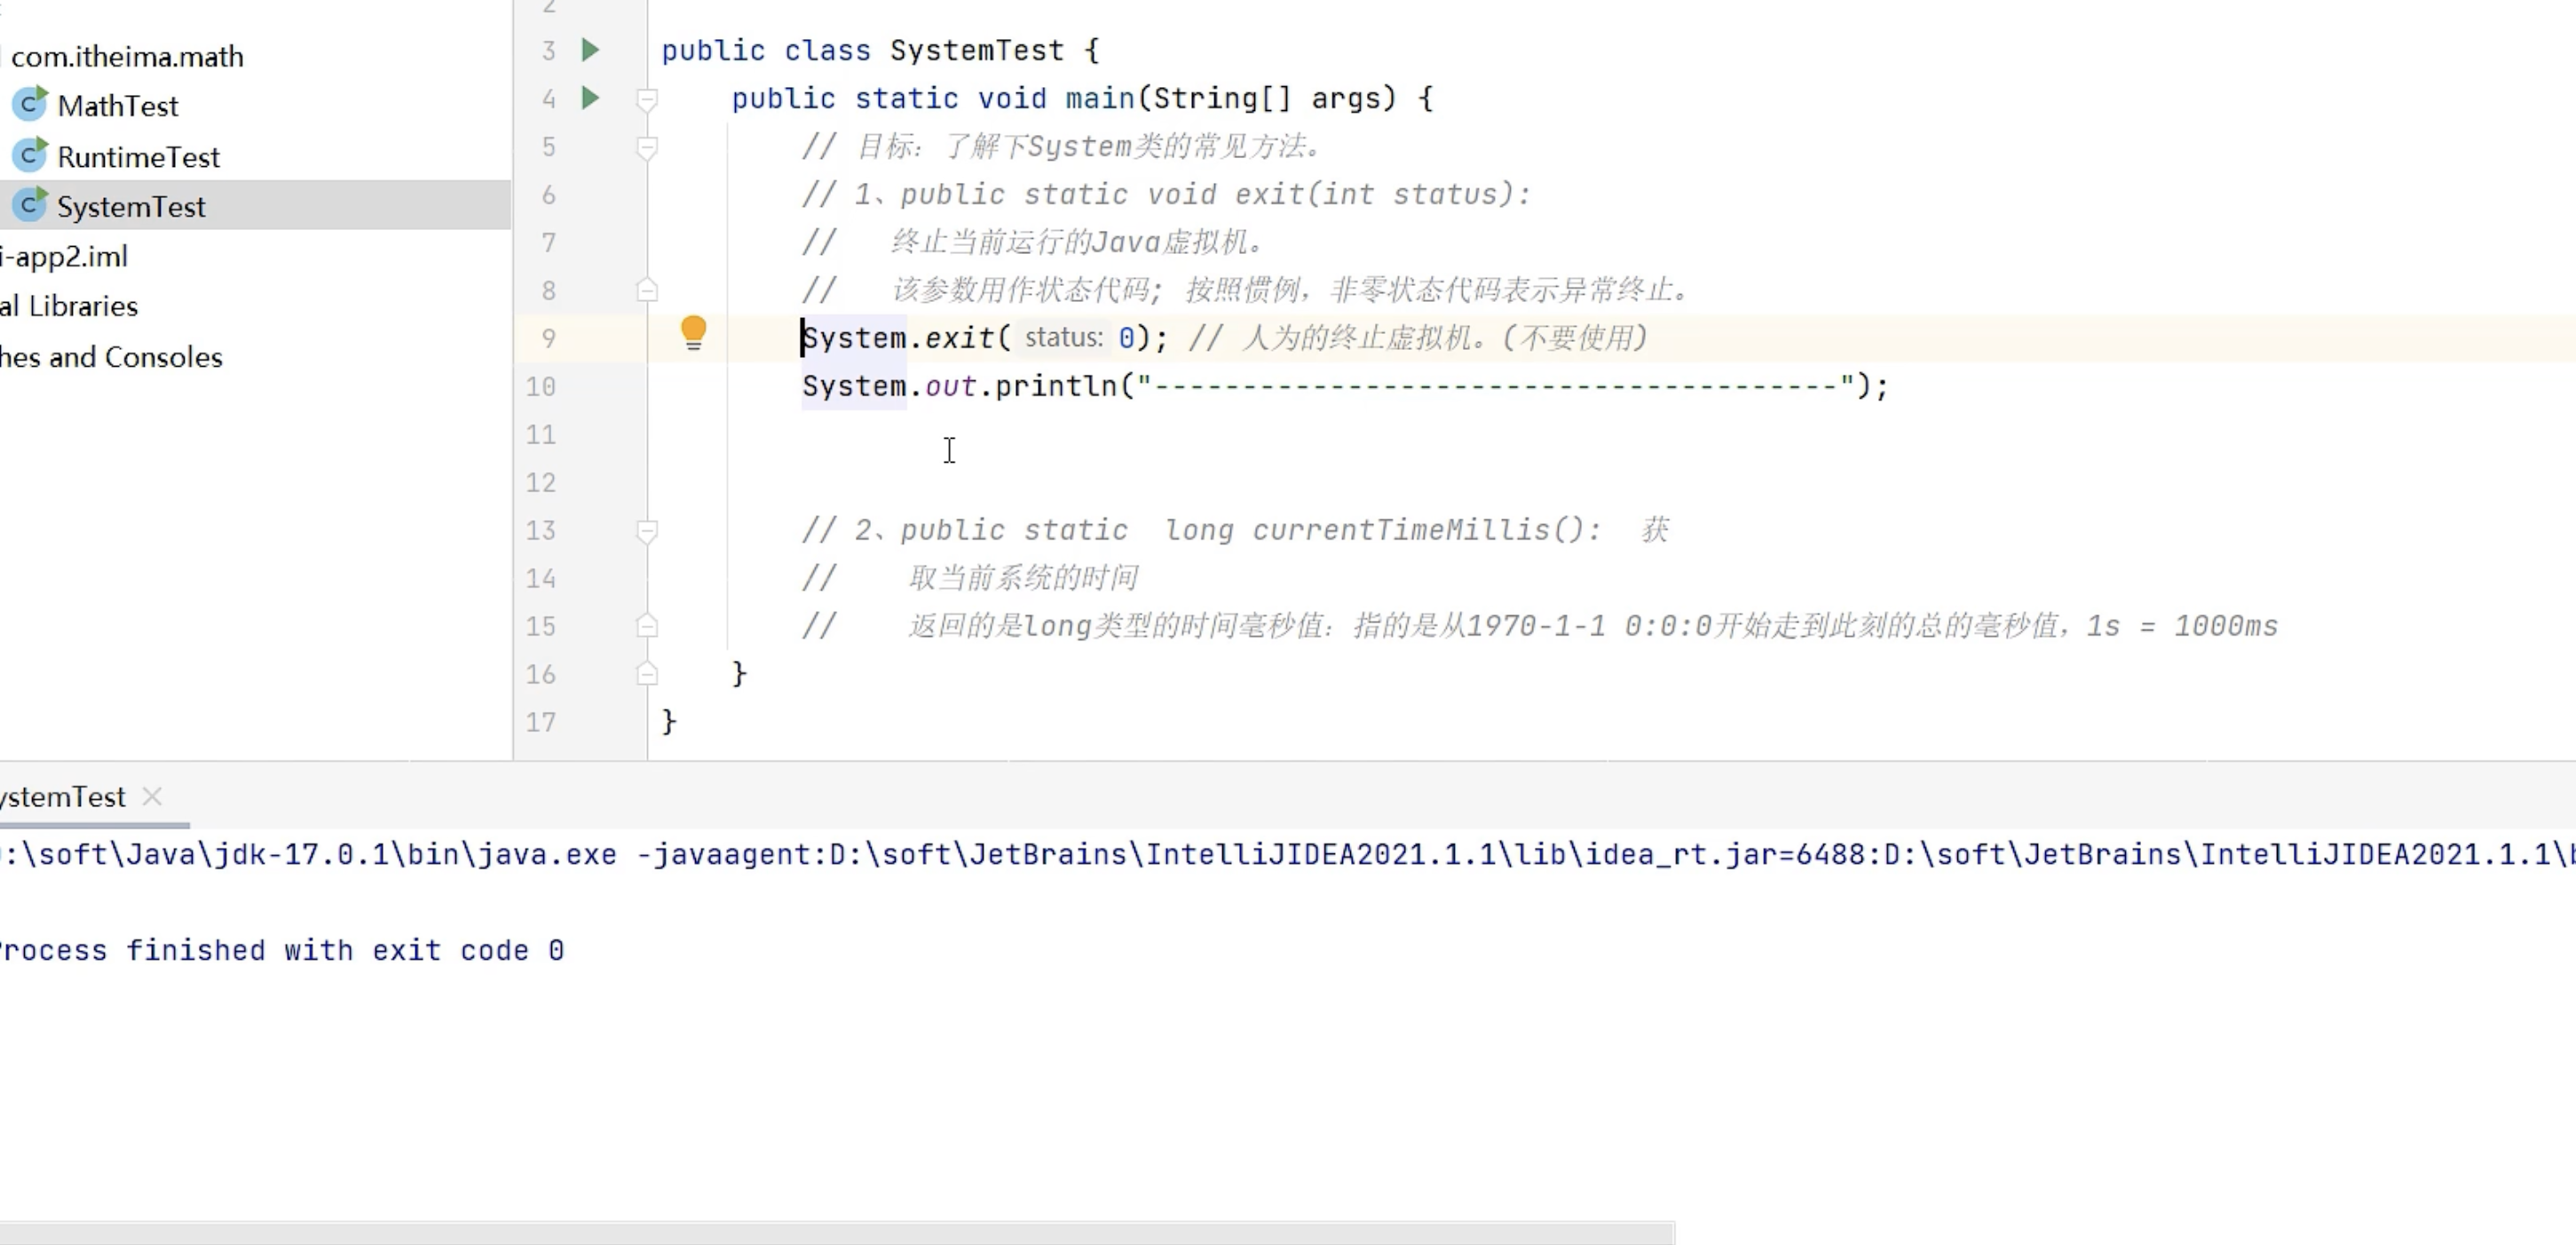 com.itheima.math
MathTest
RuntimeTest
SystemTest
i-app2.iml
al Libraries
hes and Consoles
2
3 public class SystemTest {
4 public static void main(String[] args) {
5 // 目标：了解下System类的常见方法。
6 // 1、public static void exit(int status):
7 // 终止当前运行的Java虚拟机。
8 // 该参数用作状态代码; 按照惯例，非零状态代码表示异常终止。
9 System.exit( status: 0); // 人为的终止虚拟机。(不要使用)
10 System.out.println("---------------------------------------");
11
12
13 // 2、public static  long currentTimeMillis():  获
14 // 取当前系统的时间
15 // 返回的是long类型的时间毫秒值：指的是从1970-1-1 0:0:0开始走到此刻的总的毫秒值，1s = 1000ms
16 }
17 }
ystemTest
:\soft\Java\jdk-17.0.1\bin\java.exe -javaagent:D:\soft\JetBrains\IntelliJIDEA2021.1.1\lib\idea_rt.jar=6488:D:\soft\JetBrains\IntelliJIDEA2021.1.1\b
Process finished with exit code 0